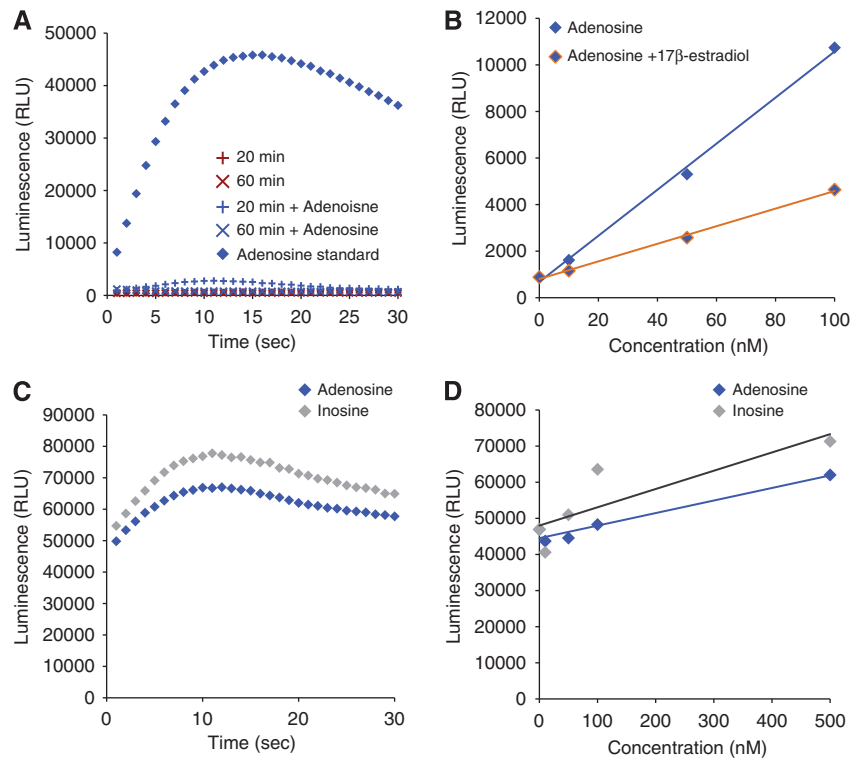 A
Luminescence (RLU)
50000
40000
30000
20000
10000
0
20 min
60 min
20 min + Adenoisne
60 min + Adenosine
Adenosine standard
0 5 10 15 20 25 30
Time (sec)
B
Luminescence (RLU)
12000
10000
8000
6000
4000
2000
0
Adenosine
Adenosine +17β-estradiol
0 20 40 60 80 100
Concentration (nM)
C
Adenosine
Inosine
Luminescence (RLU)
90000
80000
70000
60000
50000
40000
30000
20000
10000
0
0 10 20 30
Time (sec)
D
Adenosine
Inosine
Luminescence (RLU)
80000
70000
60000
50000
40000
30000
20000
10000
0
0 100 200 300 400 500
Concentration (nM)